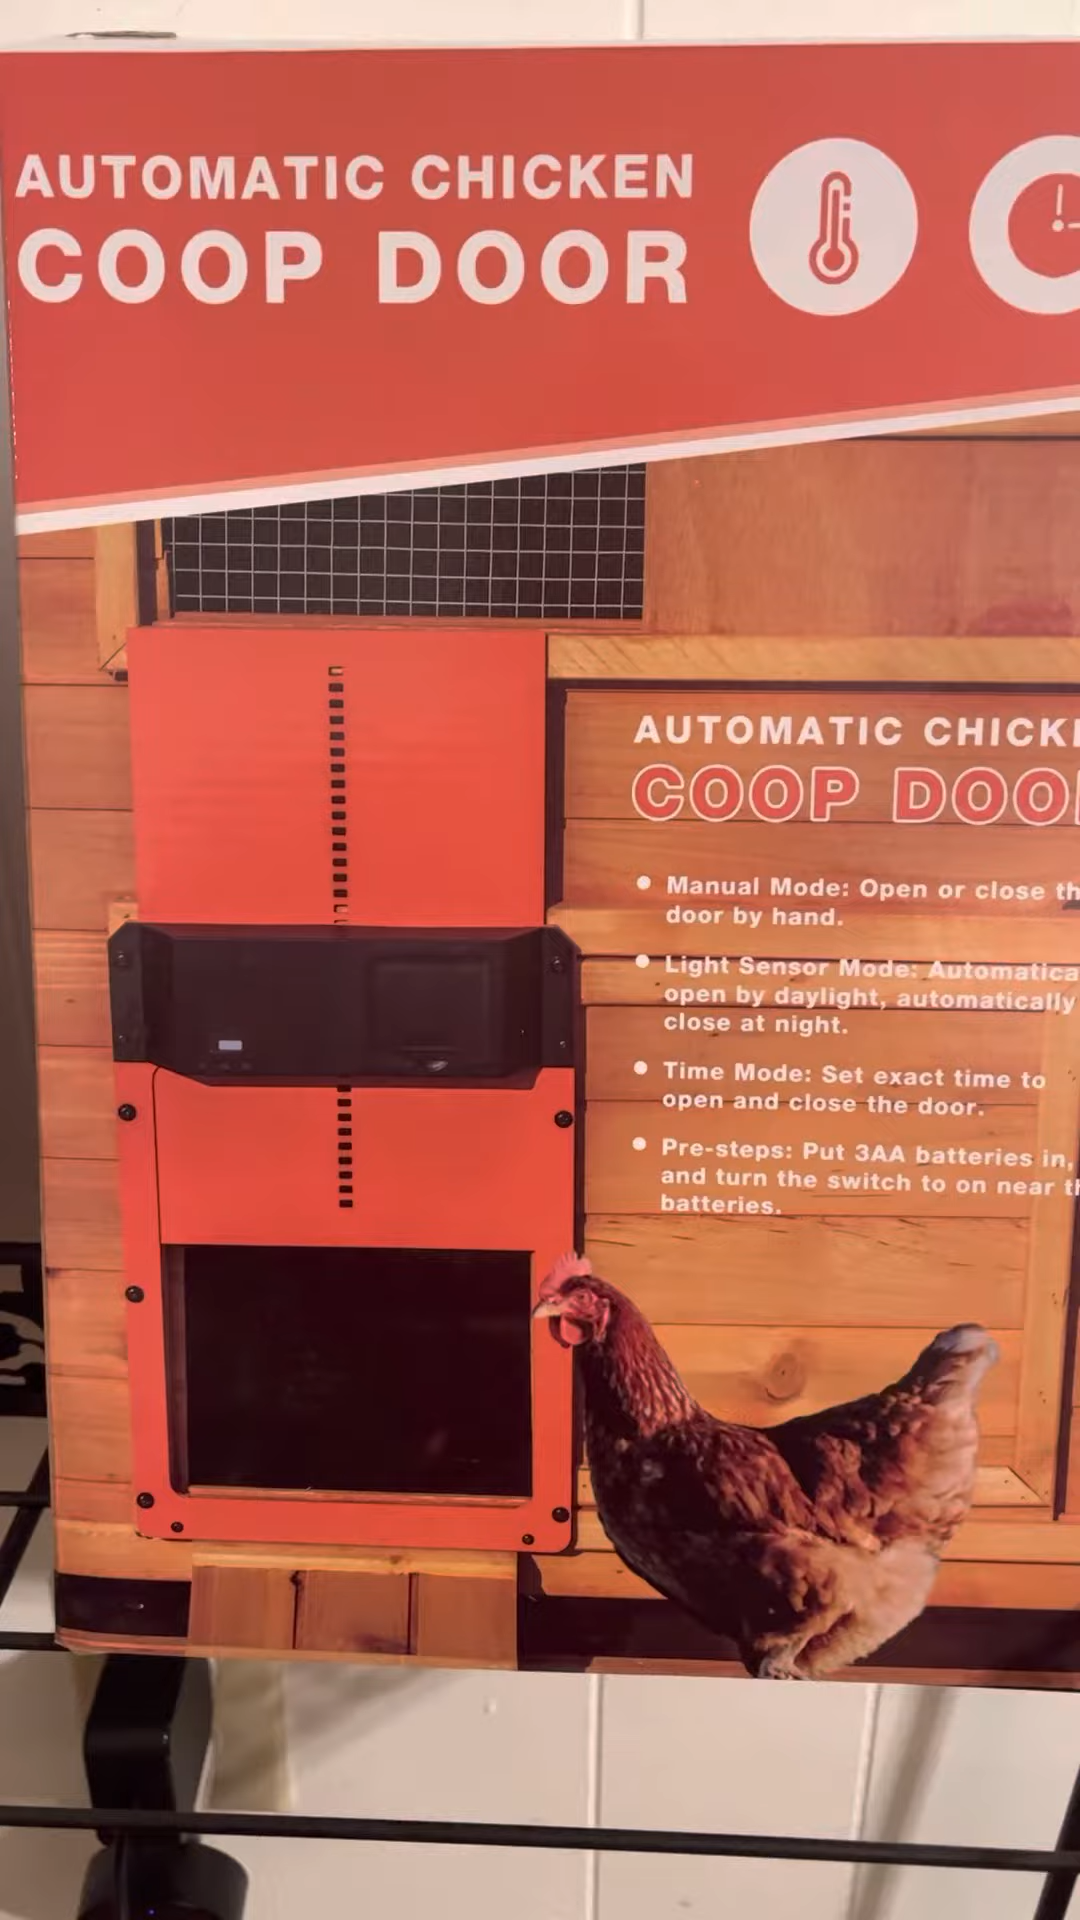 AUTOMATIC CHICKEN
COOP DOOR
AUTOMATIC
COOP
Manual Mode: Open or close
door by hand.
Light Sensor Mode:
open by daylight, automatically
close at night.
Time Mode: Set exact time to
open and close the door.
Pre-steps: Put 3AA batteries in,
and turn the switch to on near
batteries.